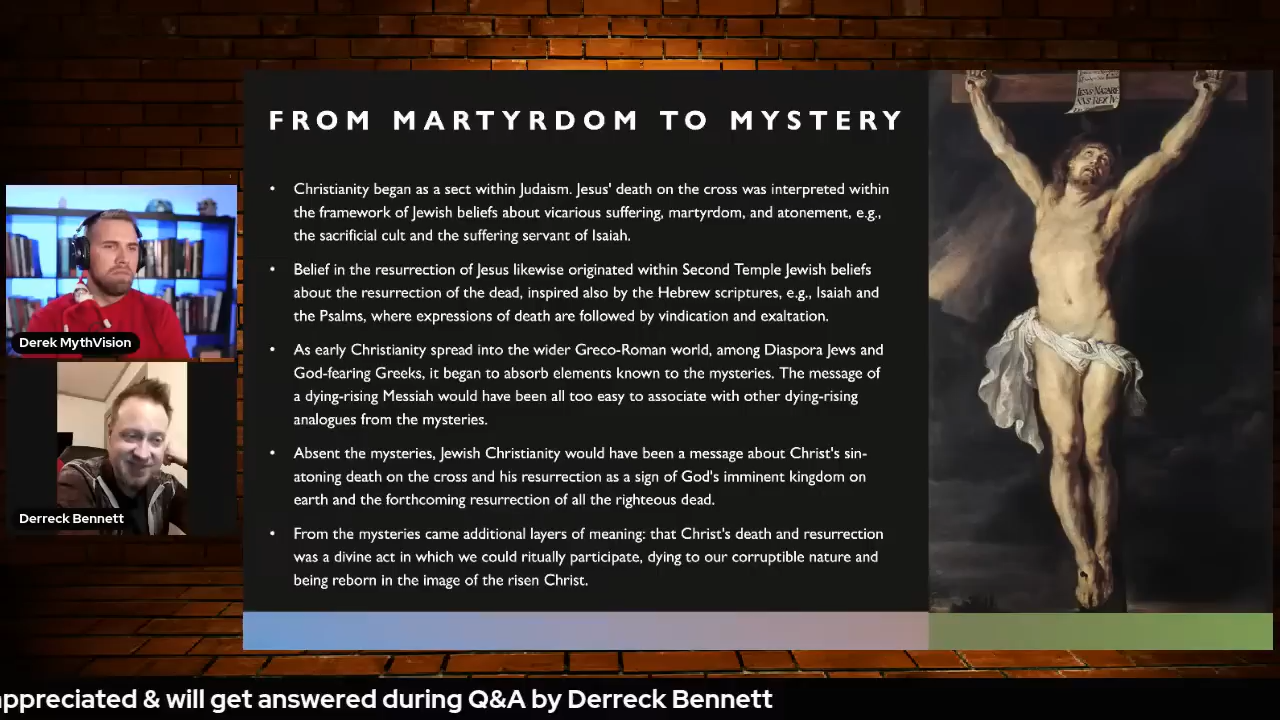 FROM MARTYRDOM TO MYSTERY
• Christianity began as a sect within Judaism. Jesus' death on the cross was interpreted within
the framework of Jewish beliefs about vicarious suffering, martyrdom, and atonement, e.g.,
the sacrificial cult and the suffering servant of Isaiah.
• Belief in the resurrection of Jesus likewise originated within Second Temple Jewish beliefs
about the resurrection of the dead, inspired also by the Hebrew scriptures, e.g., Isaiah and
the Psalms, where expressions of death are followed by vindication and exaltation.
• As early Christianity spread into the wider Greco-Roman world, among Diaspora Jews and
God-fearing Greeks, it began to absorb elements known to the mysteries. The message of
a dying-rising Messiah would have been all too easy to associate with other dying-rising
analogues from the mysteries.
• Absent the mysteries, Jewish Christianity would have been a message about Christ's sin-
atoning death on the cross and his resurrection as a sign of God's imminent kingdom on
earth and the forthcoming resurrection of all the righteous dead.
• From the mysteries came additional layers of meaning: that Christ's death and resurrection
was a divine act in which we could ritually participate, dying to our corruptible nature and
being reborn in the image of the risen Christ.
Derek MythVision
Derreck Bennett
appreciated & will get answered during Q&A by Derreck Bennett